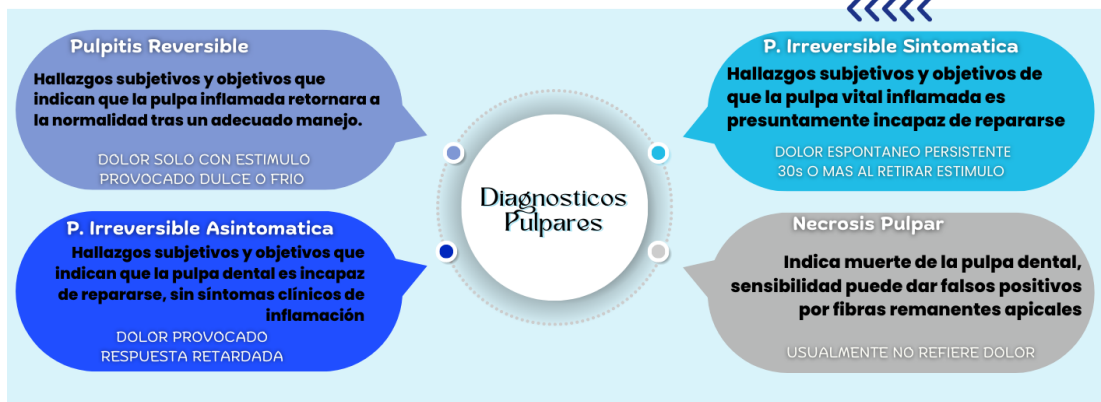 Pulpitis Reversible
Hallazgos subjetivos y objetivos que
indican que la pulpa inflamada retornara a
la normalidad tras un adecuado manejo.
DOLOR SOLO CON ESTIMULO
PROVOCADO DULCE O FRIO
P. Irreversible Sintomatica
Hallazgos subjetivos y objetivos de
que la pulpa vital inflamada es
presuntamente incapaz de repararse
DOLOR ESPONTANEO PERSISTENTE
30s O MAS AL RETIRAR ESTIMULO
Diagnosticos
Pulpares
P. Irreversible Asintomatica
Hallazgos subjetivos y objetivos que
indican que la pulpa dental es incapaz
de repararse, sin síntomas clínicos de
inflamación
DOLOR PROVOCADO
RESPUESTA RETARDADA
Necrosis Pulpar
Indica muerte de la pulpa dental,
sensibilidad puede dar falsos positivos
por fibras remanentes apicales
USUALMENTE NO REFIERE DOLOR